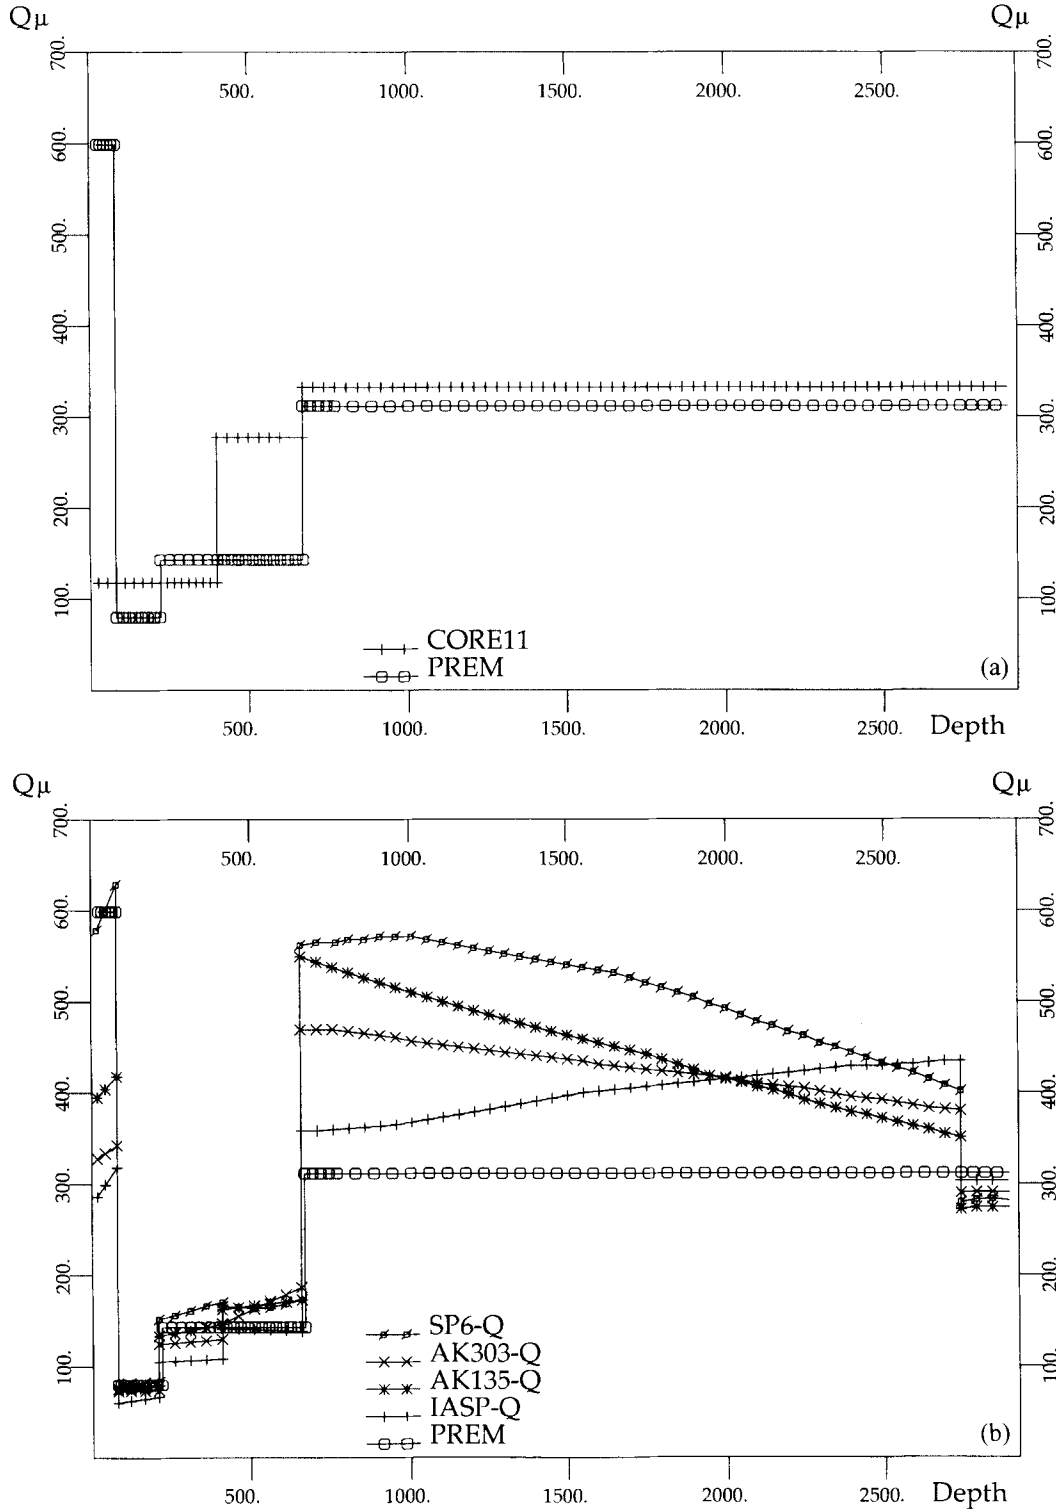 Qμ Qμ
700. 700.
500. 1000. 1500. 2000. 2500.
600. 600.
500. 500.
400. 400.
300. 300.
200. 200.
100. 100.
CORE11
PREM
(a)
500. 1000. 1500. 2000. 2500. Depth
Qμ Qμ
700. 700.
500. 1000. 1500. 2000. 2500.
600. 600.
500. 500.
400. 400.
300. 300.
200. 200.
100. 100.
SP6-Q
AK303-Q
AK135-Q
IASP-Q
PREM
(b)
500. 1000. 1500. 2000. 2500. Depth